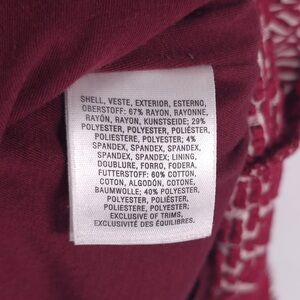 SHELL, VESTE, EXTERIOR, ESTERNO,
OBERSTOFF: 67% RAYON, RAYONNE,
RAYÓN, RAYON, KUNSTSEIDE; 29%
POLYESTER, POLYESTER, POLIÉSTER,
POLIESTERE, POLYESTER; 4%
SPANDEX, SPANDEX, SPANDEX,
SPANDEX, SPANDEX; LINING,
DOUBLURE, FORRO, FODERA,
FUTTERSTOFF: 60% COTTON,
COTON, ALGODÓN, COTONE,
BAUMWOLLE; 40% POLYESTER,
POLYESTER, POLIÉSTER,
POLIESTERE, POLYESTER;
EXCLUSIVE OF TRIMS,
EXCLUSIVITÉ DES ÉQUILIBRES.